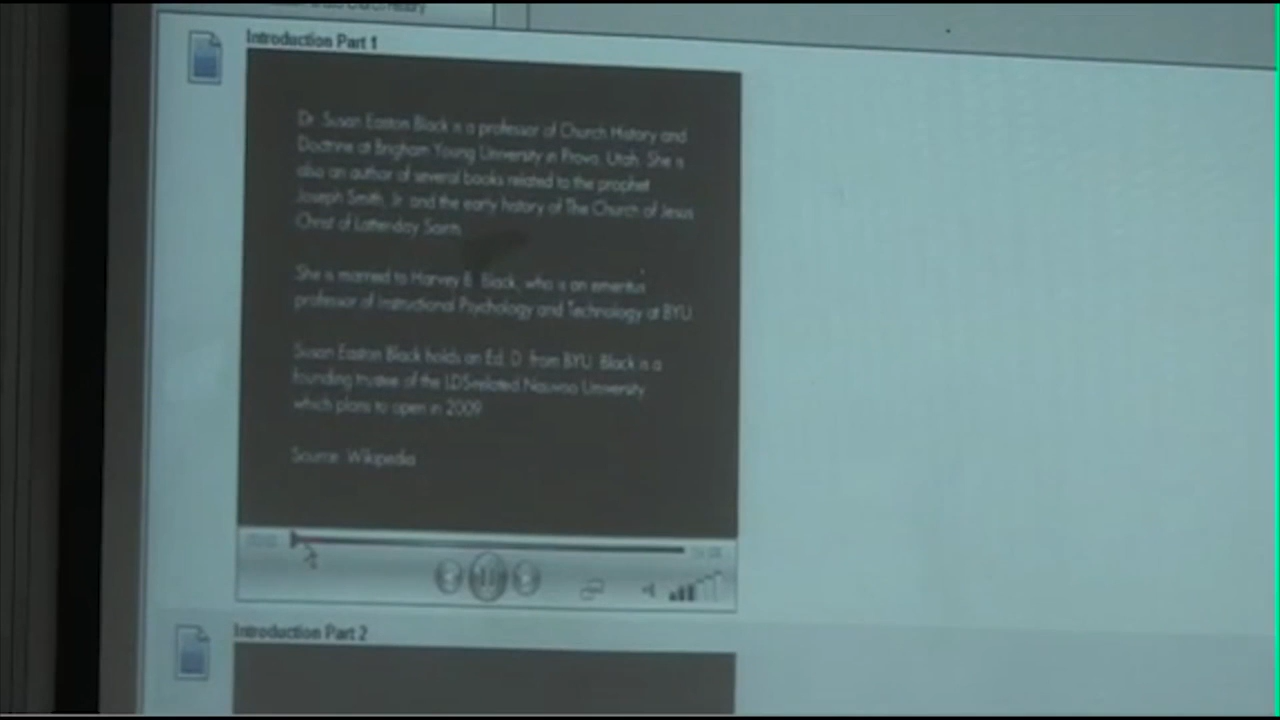 Church History
Introduction Part 1
Dr. Susan Easton Black is a professor of Church History and
Doctrine at Brigham Young University in Provo, Utah. She is
also an author of several books related to the prophet
Joseph Smith, Jr. and the early history of The Church of Jesus
Christ of Latter-day Saints.
She is married to Harvey B. Black, who is an emeritus
professor of Instructional Psychology and Technology at BYU.
Susan Easton Black holds an Ed. D. from BYU. Black is a
founding trustee of the LDS-related Nauvoo University
which plans to open in 2009
Source: Wikipedia
Introduction Part 2